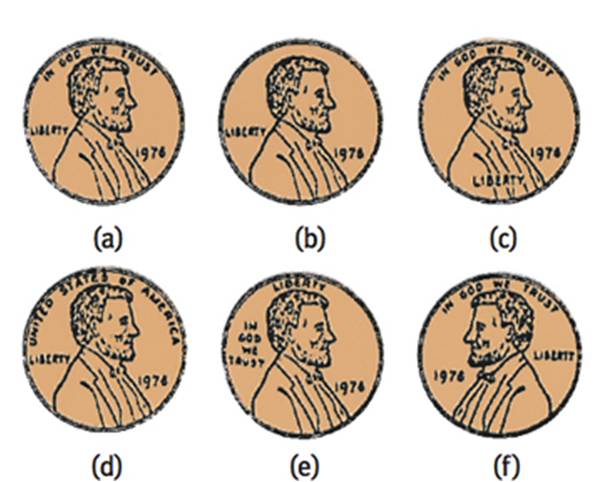 IN GOD WE TRUST
LIBERTY
1976
(a)
LIBERTY
1976
(b)
IN GOD WE TRUST
1976
LIBERTY
(c)
UNITED STATES OF AMERICA
LIBERTY
1976
(d)
LIBERTY
IN
GOD
WE
TRUST
1976
(e)
IN GOD WE TRUST
1976
LIBERTY
(f)